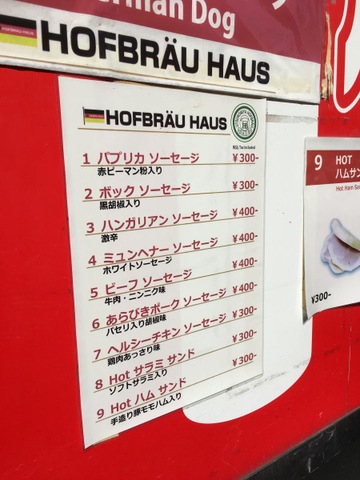 erman Dog
HOFBRÄU HAUS
HOFBRÄU HAUS
1 パプリカ ソーセージ ¥300-
赤ピーマン粉入り
2 ボック ソーセージ ¥300-
黒胡椒入り
3 ハンガリアン ソーセージ ¥400-
激辛
4 ミュンヘナー ソーセージ ¥400-
ホワイトソーセージ
5 ビーフ ソーセージ ¥400-
牛肉・ニンニク味
6 あらびきポーク ソーセージ ¥400-
パセリ入り胡椒味
7 ヘルシーチキン ソーセージ ¥300-
鶏肉あっさり味
8 Hot サラミ サンド ¥300-
ソフトサラミ入り
9 Hot ハム サンド ¥300-
手造り豚モモハム入り
9 HOT
ハムサン
Hot Ham San
¥300-